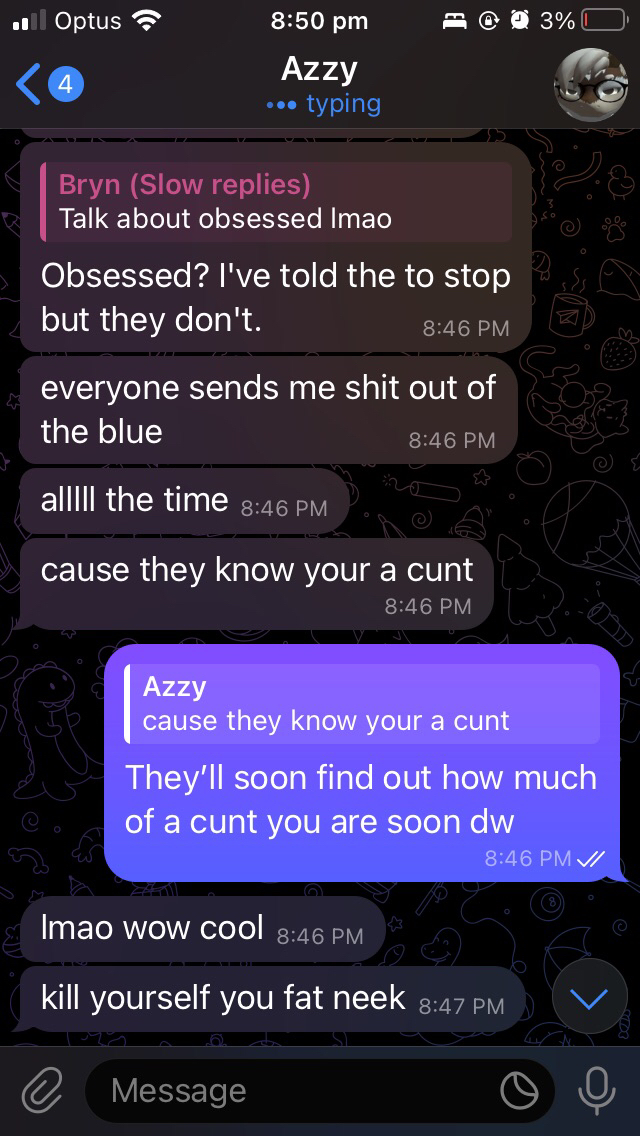 Optus 8:50 pm 3%
4 Azzy
typing
Bryn (Slow replies)
Talk about obsessed lmao
Obsessed? I've told the to stop
but they don't.
8:46 PM
everyone sends me shit out of
the blue
8:46 PM
alllll the time 8:46 PM
cause they know your a cunt
8:46 PM
Azzy
cause they know your a cunt
They’ll soon find out how much
of a cunt you are soon dw
8:46 PM
lmao wow cool 8:46 PM
kill yourself you fat neek 8:47 PM
Message